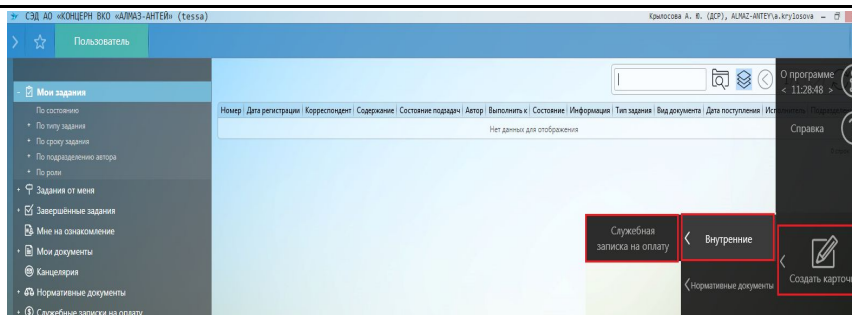 СЭД АО «КОНЦЕРН ВКО «АЛМАЗ-АНТЕЙ» (tessa)
Крылосова А. Ю. (ДСР), ALMAZ-ANTEY\a.krylosova
Пользователь
О программе
< 11:28:48 >
Мои задания
По состоянию
Номер Дата регистрации Корреспондент Содержание Состояние подзадач Автор Выполнить к Состояние Информация Тип задания Вид документа Дата поступления
По типу задания
Нет данных для отображения
Справка
По сроку задания
По подразделению автора
По роли
Задания от меня
Завершённые задания
Мне на ознакомление
Служебная
записка на оплату
Внутренние
Мои документы
Канцелярия
Создать карточ
Нормативные документы
Нормативные документы
Служебные записки на оплату